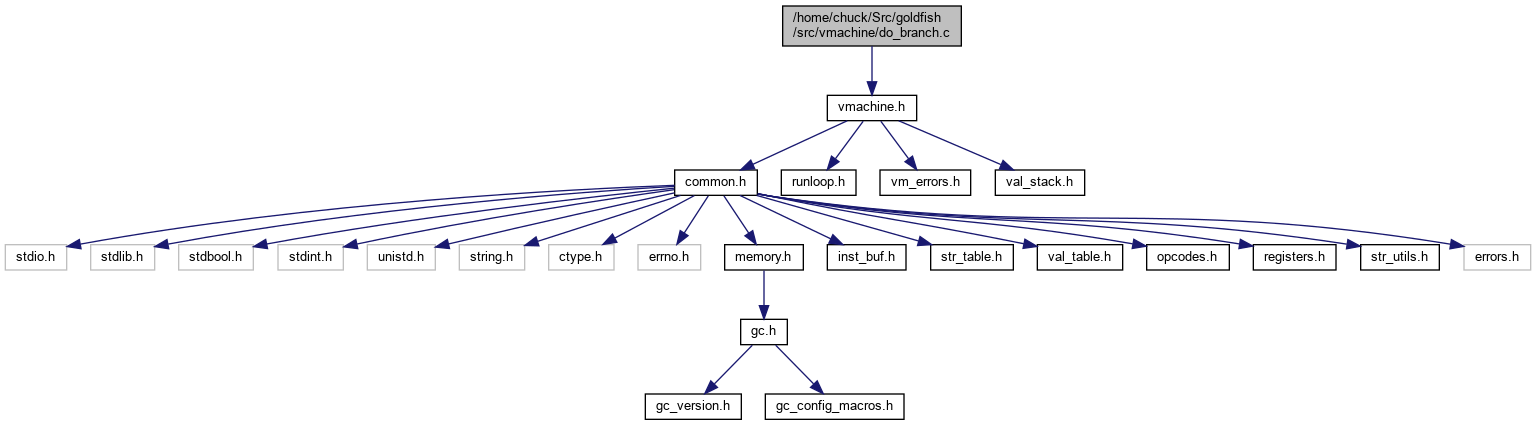 /home/chuck/Src/goldfish
/src/vmachine/do_branch.c
vmachine.h
common.h
runloop.h
vm_errors.h
val_stack.h
stdio.h
stdlib.h
stdbool.h
stdint.h
unistd.h
string.h
ctype.h
errno.h
memory.h
inst_buf.h
str_table.h
val_table.h
opcodes.h
registers.h
str_utils.h
errors.h
gc.h
gc_version.h
gc_config_macros.h